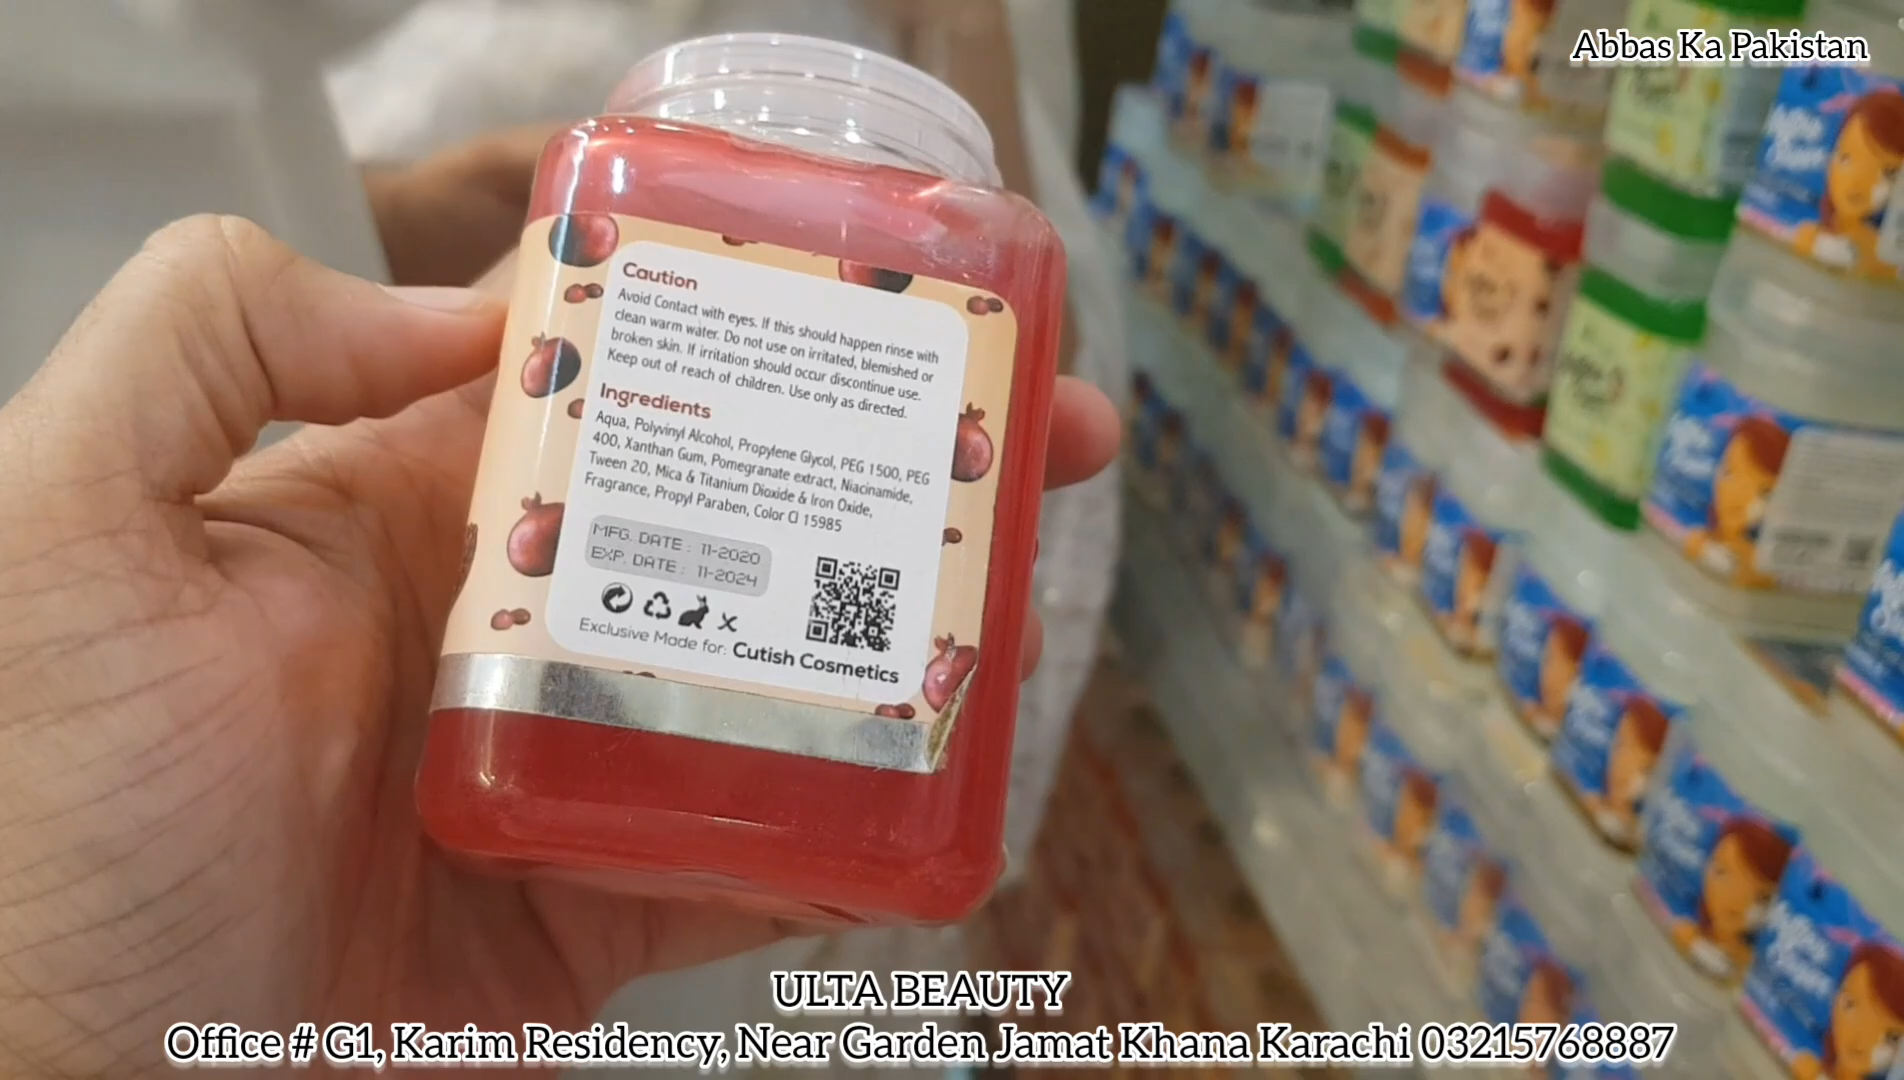 Abbas Ka Pakistan
Caution
Avoid Contact with eyes. If this should happen rinse with
clean warm water. Do not use on irritated, blemished or
broken skin. If irritation should occur discontinue use.
Keep out of reach of children. Use only as directed.
Ingredients
Aqua, Polyvinyl Alcohol, Propylene Glycol, PEG 1500, PEG
400, Xanthan Gum, Pomegranate extract, Niacinamide,
Tween 20, Mica & Titanium Dioxide & Iron Oxide,
Fragrance, Propyl Paraben, Color CI 15985
MFG. DATE : 11-2020
EXP. DATE : 11-2024
Exclusive Made for: Cutish Cosmetics
ULTA BEAUTY
Office # G1, Karim Residency, Near Garden Jamat Khana Karachi 03215768887